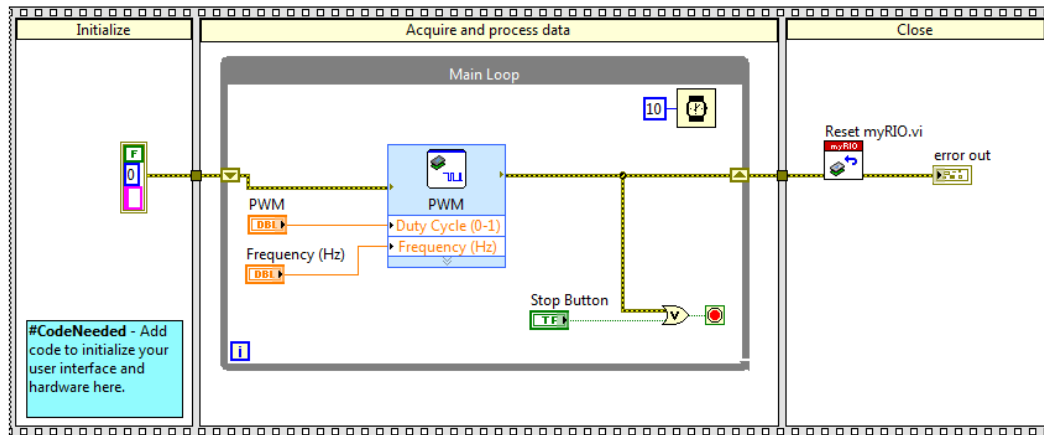 Initialize
Acquire and process data
Close
Main Loop
10
Reset myRIO.vi
myRIO
error out
F
0
PWM
PWM
DBL
Duty Cycle (0-1)
Frequency (Hz)
Frequency (Hz)
DBL
Stop Button
TF
V
i
#CodeNeeded - Add
code to initialize your
user interface and
hardware here.